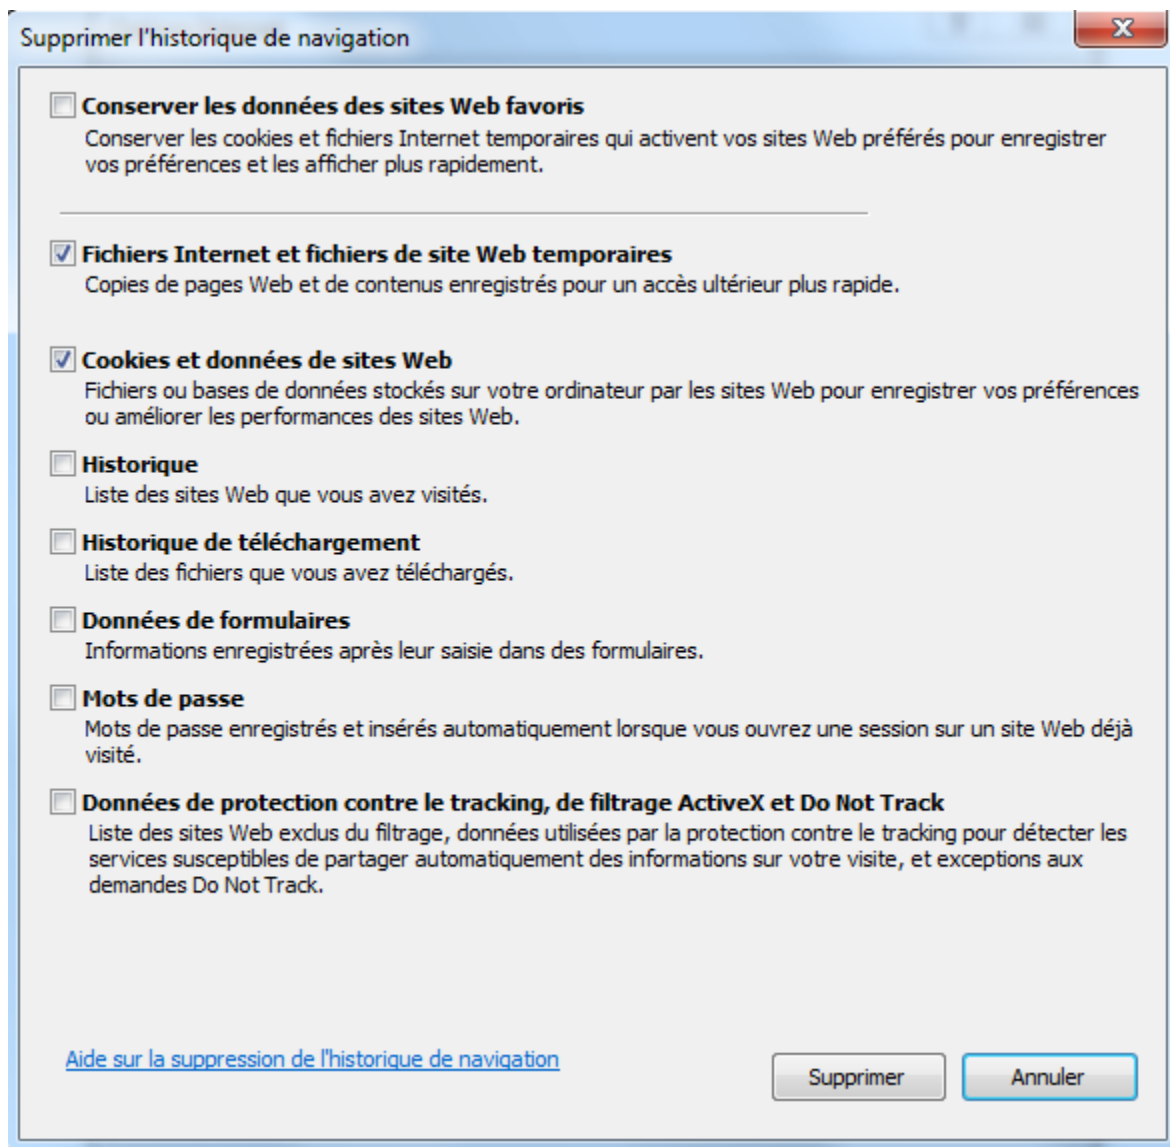 Supprimer l'historique de navigation
Conserver les données des sites Web favoris
Conserver les cookies et fichiers Internet temporaires qui activent vos sites Web préférés pour enregistrer
vos préférences et les afficher plus rapidement.
Fichiers Internet et fichiers de site Web temporaires
Copies de pages Web et de contenus enregistrés pour un accès ultérieur plus rapide.
Cookies et données de sites Web
Fichiers ou bases de données stockés sur votre ordinateur par les sites Web pour enregistrer vos préférences
ou améliorer les performances des sites Web.
Historique
Liste des sites Web que vous avez visités.
Historique de téléchargement
Liste des fichiers que vous avez téléchargés.
Données de formulaires
Informations enregistrées après leur saisie dans des formulaires.
Mots de passe
Mots de passe enregistrés et insérés automatiquement lorsque vous ouvrez une session sur un site Web déjà
visité.
Données de protection contre le tracking, de filtrage ActiveX et Do Not Track
Liste des sites Web exclus du filtrage, données utilisées par la protection contre le tracking pour détecter les
services susceptibles de partager automatiquement des informations sur votre visite, et exceptions aux
demandes Do Not Track.
Aide sur la suppression de l'historique de navigation
Supprimer
Annuler